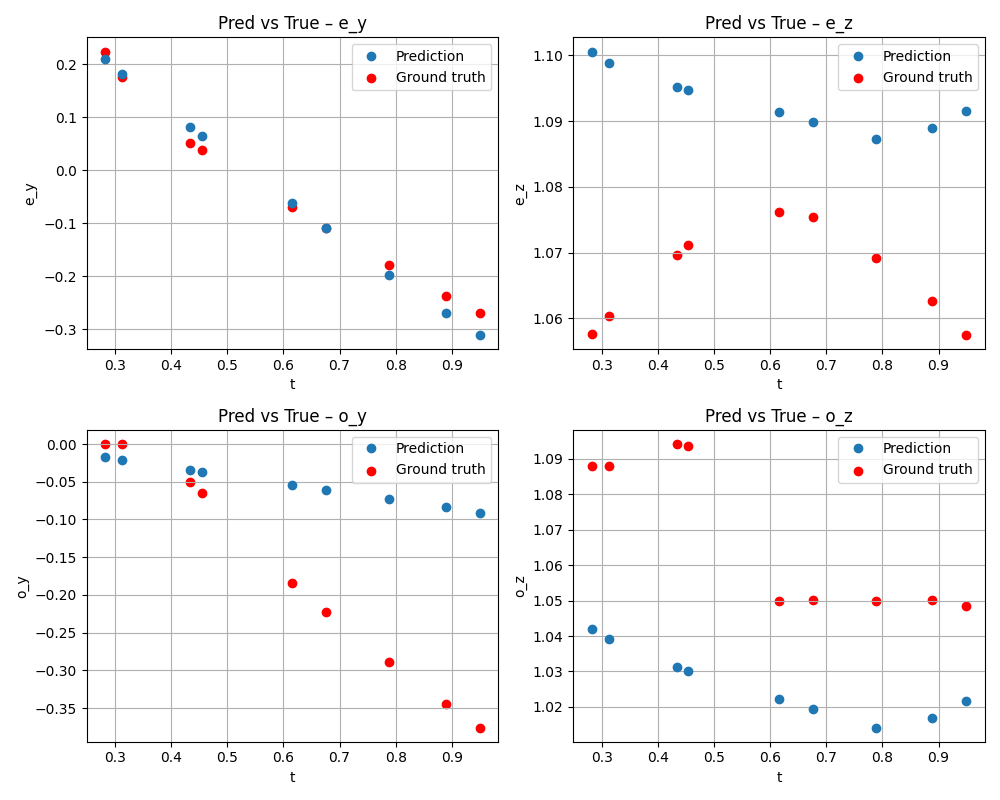 Pred vs True – e_y
0.2
0.1
0.0
−0.1
−0.2
−0.3
e_y
Prediction
Ground truth
0.3 0.4 0.5 0.6 0.7 0.8 0.9
t
Pred vs True – e_z
1.10
1.09
1.08
1.07
1.06
e_z
Prediction
Ground truth
0.3 0.4 0.5 0.6 0.7 0.8 0.9
t
Pred vs True – o_y
0.00
−0.05
−0.10
−0.15
−0.20
−0.25
−0.30
−0.35
o_y
Prediction
Ground truth
0.3 0.4 0.5 0.6 0.7 0.8 0.9
t
Pred vs True – o_z
1.09
1.08
1.07
1.06
1.05
1.04
1.03
1.02
o_z
Prediction
Ground truth
0.3 0.4 0.5 0.6 0.7 0.8 0.9
t